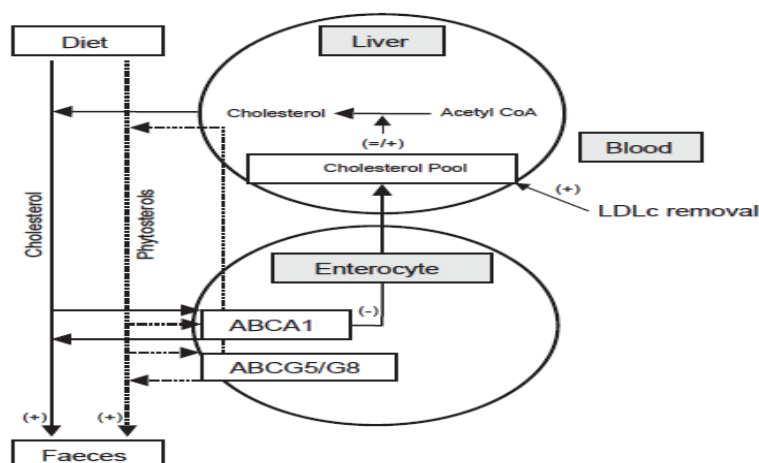 Diet
Liver
Cholesterol
Acetyl CoA
(=/+)
Blood
Cholesterol Pool
(+)
LDLc removal
Cholesterol
Phytosterols
Enterocyte
ABCA1
(-)
ABCG5/G8
(+)
(+)
Faeces